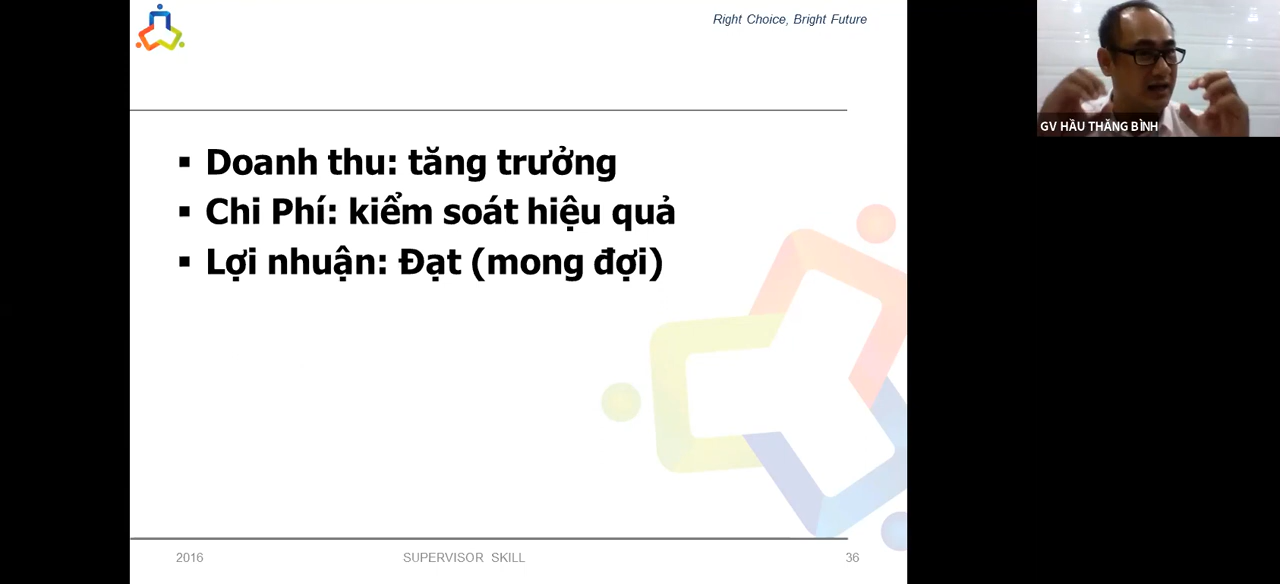 Right Choice, Bright Future
GV HẦU THĂNG BÌNH
▪ Doanh thu: tăng trưởng
▪ Chi Phí: kiểm soát hiệu quả
▪ Lợi nhuận: Đạt (mong đợi)
2016 SUPERVISOR SKILL 36